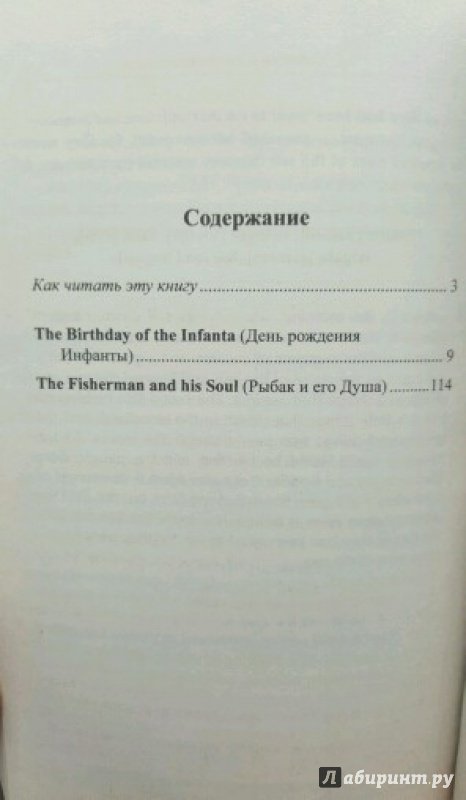 Содержание
Как читать эту книгу..........................................................3
The Birthday of the Infanta (День рождения
Инфанты)..........................................................................9
The Fisherman and his Soul (Рыбак и его Душа)..........114
Лабиринт.ру